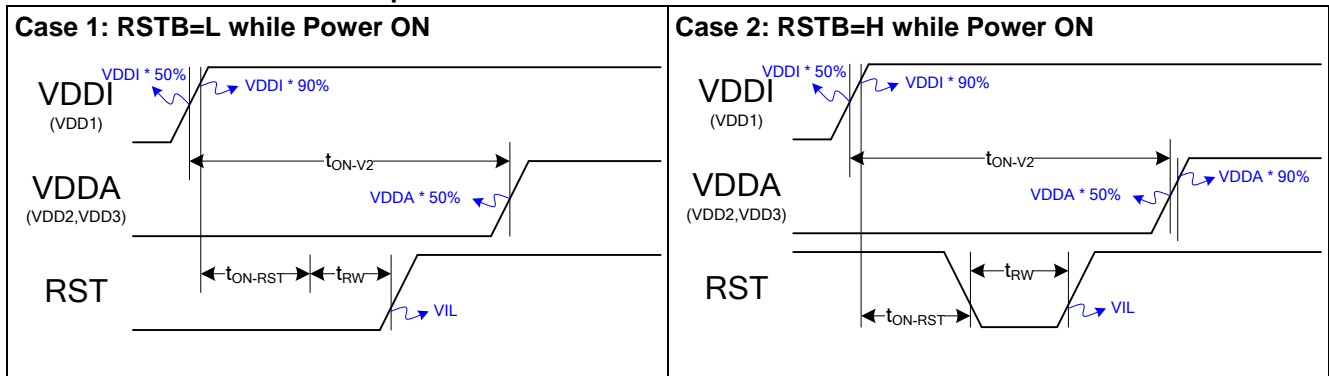 Case 1: RSTB=L while Power ON
VDDI * 50%
VDDI * 90%
VDDI
(VDD1)
tON-V2
VDDA
(VDD2,VDD3)
VDDA * 50%
tON-RST
tRW
RST
VIL
Case 2: RSTB=H while Power ON
VDDI * 50%
VDDI * 90%
VDDI
(VDD1)
tON-V2
VDDA
(VDD2,VDD3)
VDDA * 50%
VDDA * 90%
tRW
RST
VIL
tON-RST